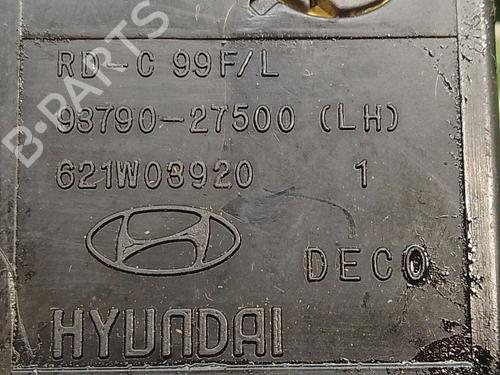 RD-C 99F/L
93790-27500 (LH)
621W03920 1
DECO
HYUNDAI
B-PARTS